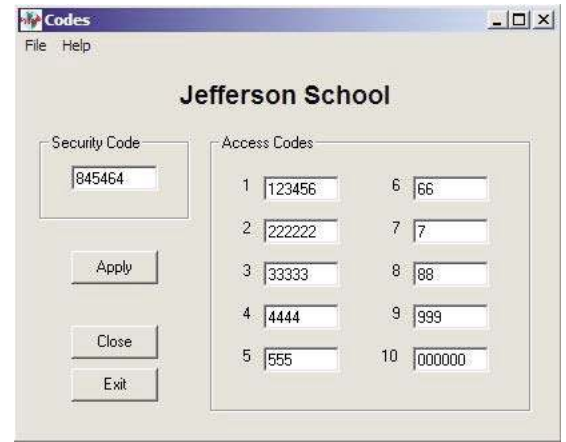 Codes
File Help
Jefferson School
Security Code
845464
Access Codes
1 123456 6 66
2 222222 7 7
3 33333 8 88
4 4444 9 999
5 555 10 000000
Apply
Close
Exit